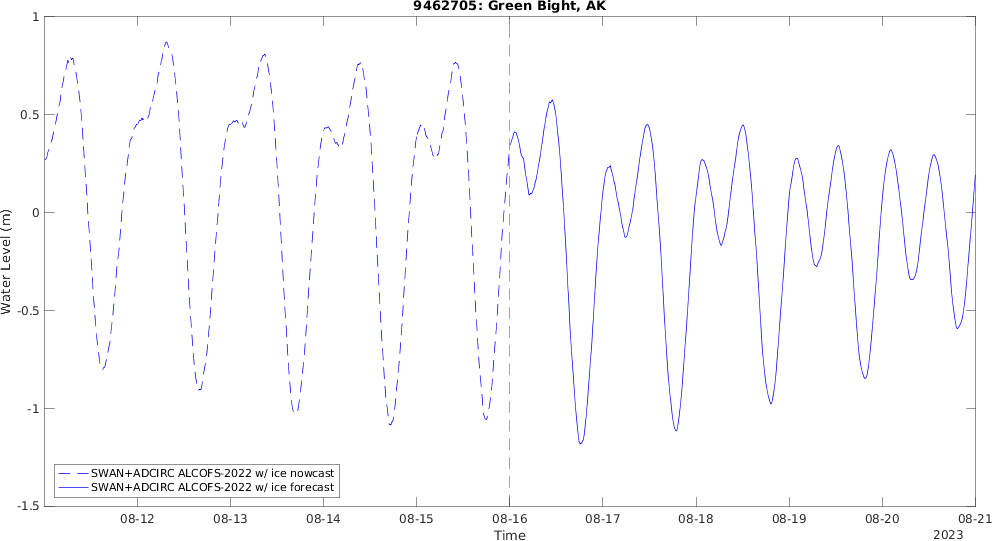 9462705: Green Bight, AK
1
0.5
0
-0.5
-1
-1.5
Water Level (m)
SWAN+ADCIRC ALCOFS-2022 w/ ice nowcast
SWAN+ADCIRC ALCOFS-2022 w/ ice forecast
08-12 08-13 08-14 08-15 08-16 08-17 08-18 08-19 08-20 08-21
Time
2023